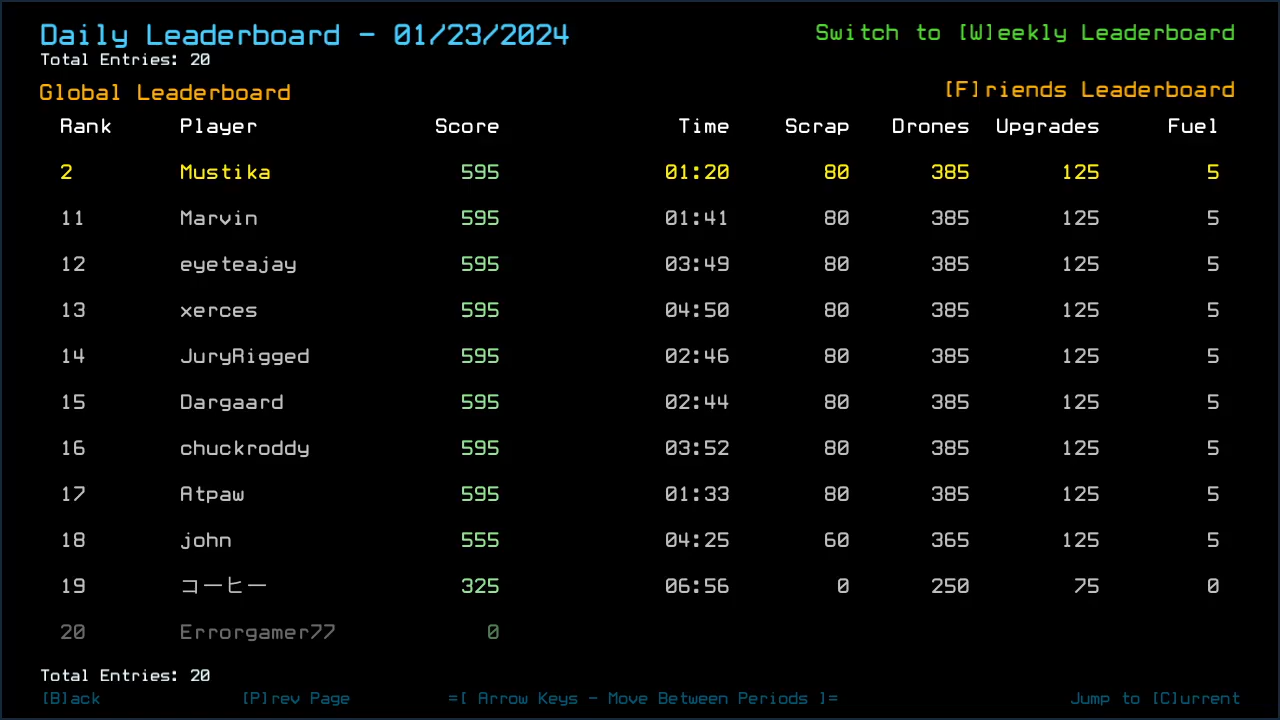 Daily Leaderboard - 01/23/2024 Switch to [W]eekly Leaderboard
Total Entries: 20
Global Leaderboard [F]riends Leaderboard
Rank Player Score Time Scrap Drones Upgrades Fuel
2 Mustika 595 01:20 80 385 125 5
11 Marvin 595 01:41 80 385 125 5
12 eyeteajay 595 03:49 80 385 125 5
13 xerces 595 04:50 80 385 125 5
14 JuryRigged 595 02:46 80 385 125 5
15 Dargaard 595 02:44 80 385 125 5
16 chuckroddy 595 03:52 80 385 125 5
17 Atpaw 595 01:33 80 385 125 5
18 john 555 04:25 60 365 125 5
19 コーヒー 325 06:56 0 250 75 0
20 Errorgamer77 0
Total Entries: 20
[B]ack [P]rev Page =[ Arrow Keys - Move Between Periods ]= Jump to [C]urrent